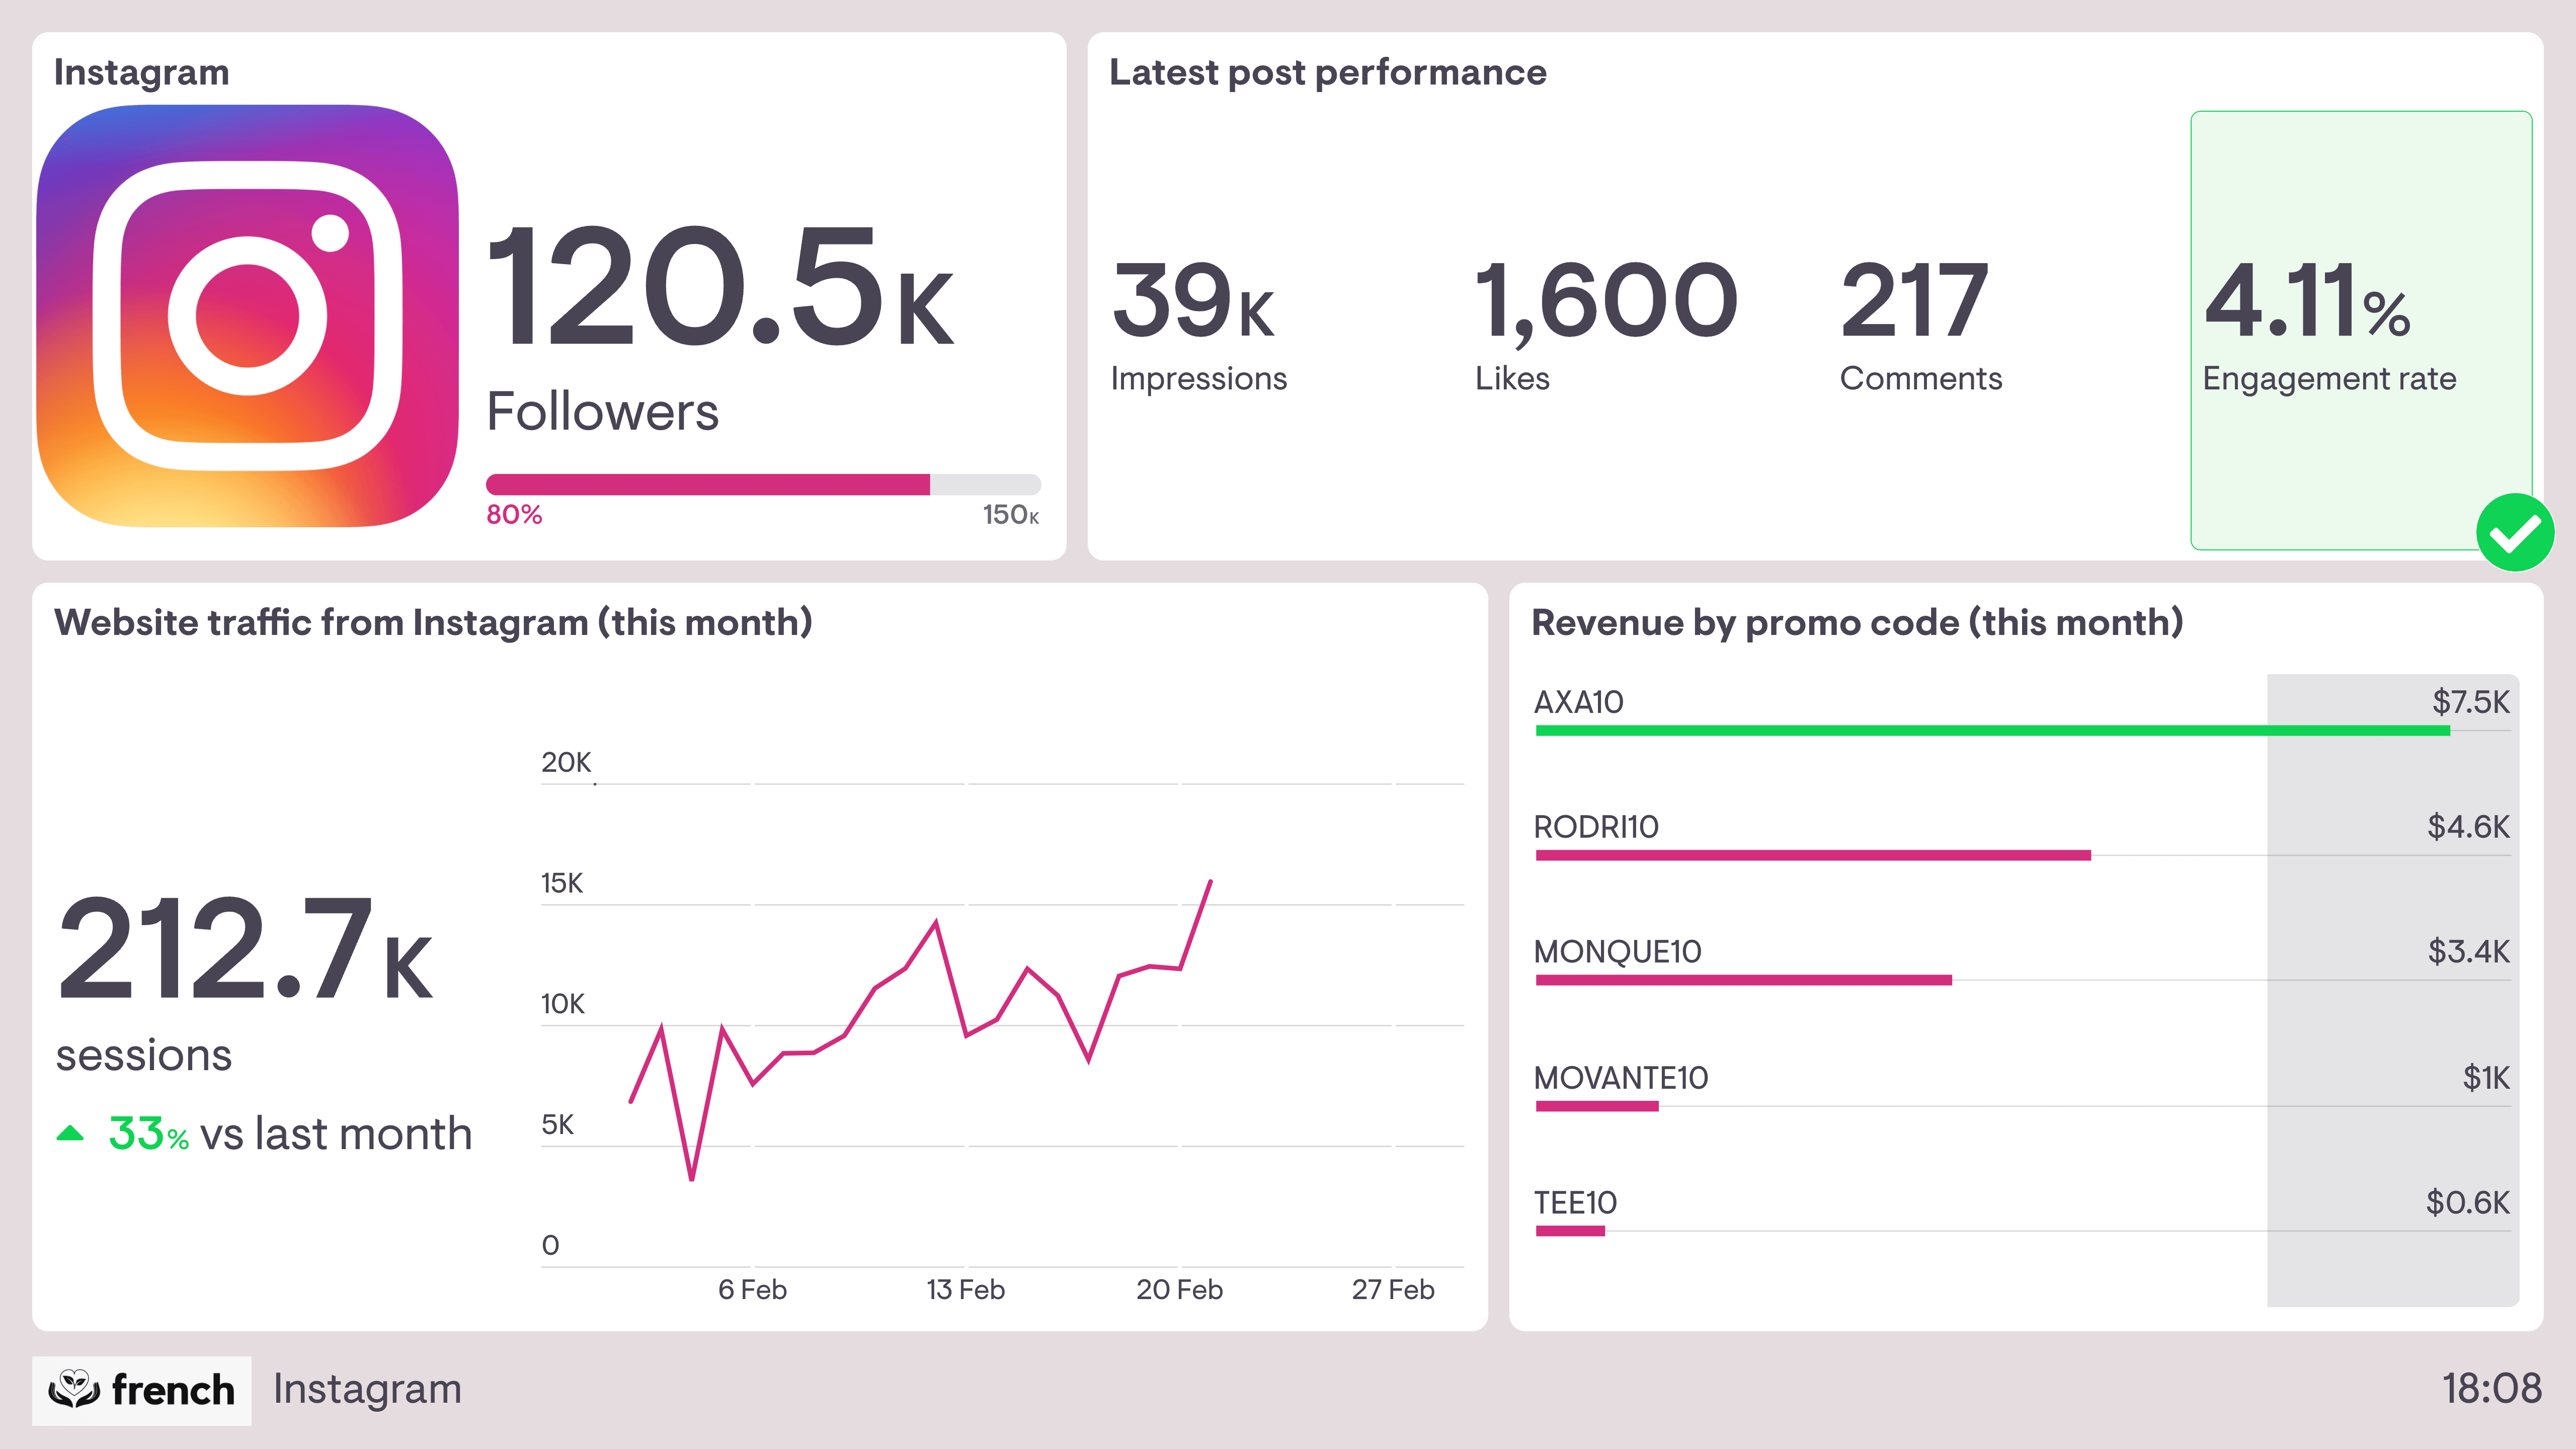 Instagram
120.5K
Followers
80% 150K
Latest post performance
39K 1,600 217 4.11%
Impressions Likes Comments Engagement rate
Website traffic from Instagram (this month)
212.7K
sessions
33% vs last month
20K
15K
10K
5K
0
6 Feb 13 Feb 20 Feb 27 Feb
Revenue by promo code (this month)
AXA10 $7.5K
RODRI10 $4.6K
MONQUE10 $3.4K
MOVANTE10 $1K
TEE10 $0.6K
french Instagram 18:08